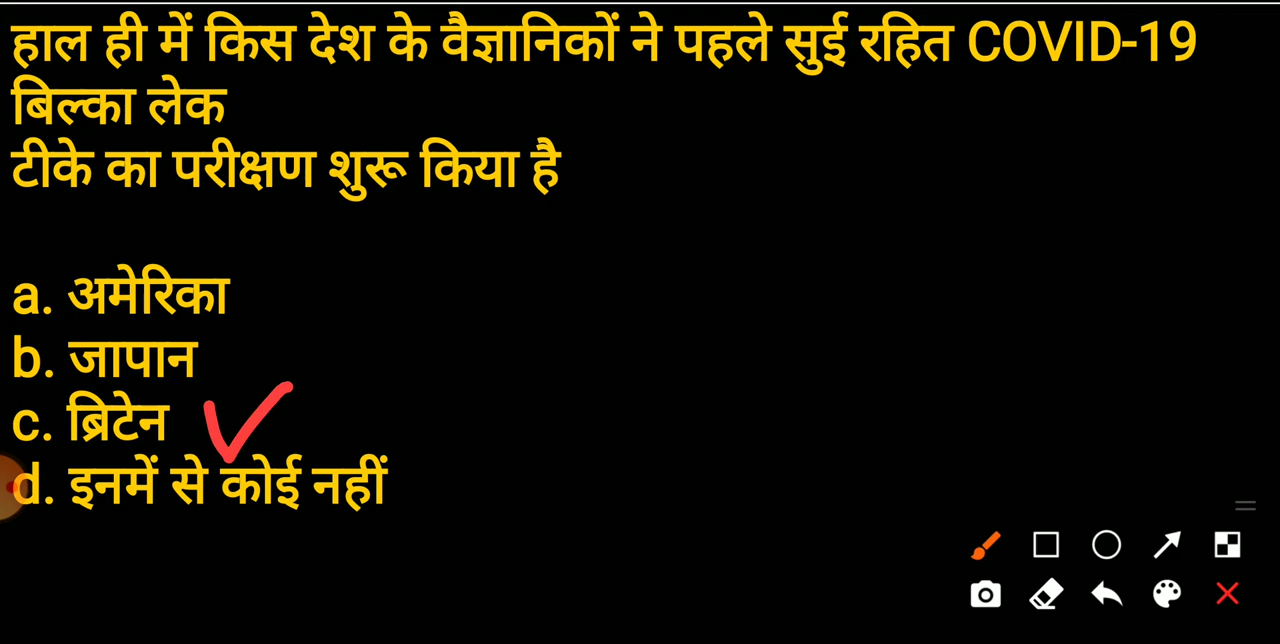 हाल ही में किस देश के वैज्ञानिकों ने पहले सुई रहित COVID-19
बिल्का लेक
टीके का परीक्षण शुरू किया है
a. अमेरिका
b. जापान
c. ब्रिटेन
d. इनमें से कोई नहीं